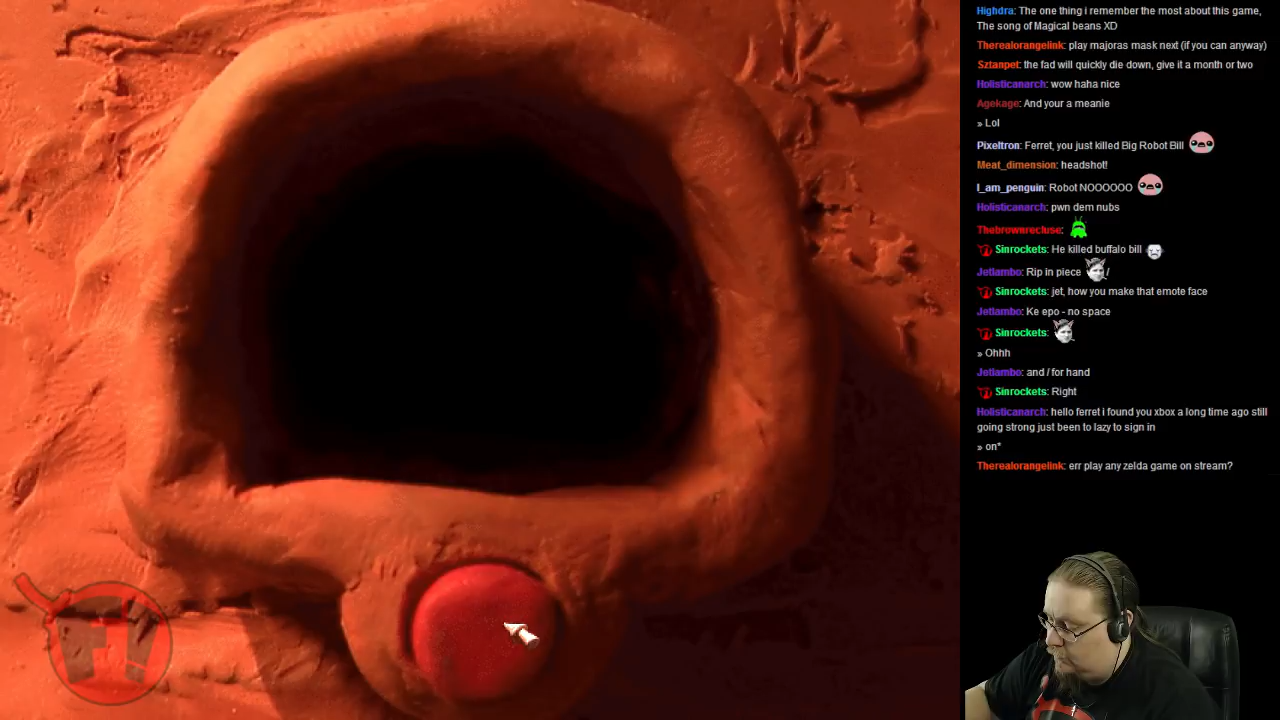 Highdra: The one thing i remember the most about this game,
The song of Magical beans XD
Therealorangelink: play majoras mask next (if you can anyway)
Sztanpet: the fad will quickly die down, give it a month or two
Holisticanarch: wow haha nice
Agekage: And your a meanie
» Lol
Pixeltron: Ferret, you just killed Big Robot Bill
Meat_dimension: headshot!
I_am_penguin: Robot NOOOOOO
Holisticanarch: pwn dem nubs
Thebrownrecluse:
Sinrockets: He killed buffalo bill
Jetlambo: Rip in piece /
Sinrockets: jet, how you make that emote face
Jetlambo: Ke epo - no space
Sinrockets:
» Ohhh
Jetlambo: and / for hand
Sinrockets: Right
Holisticanarch: hello ferret i found you xbox a long time ago still
going strong just been to lazy to sign in
» on*
Therealorangelink: err play any zelda game on stream?